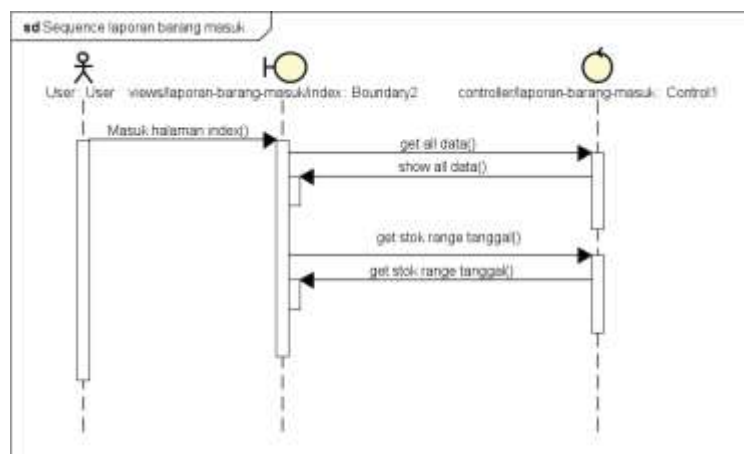 sd Sequence laporan barang masuk
User : User
views/laporan-barang-masuk/index : Boundary2
controller/laporan-barang-masuk : Control1
Masuk halaman index()
get all data()
show all data()
get stok range tanggal()
get stok range tanggal()